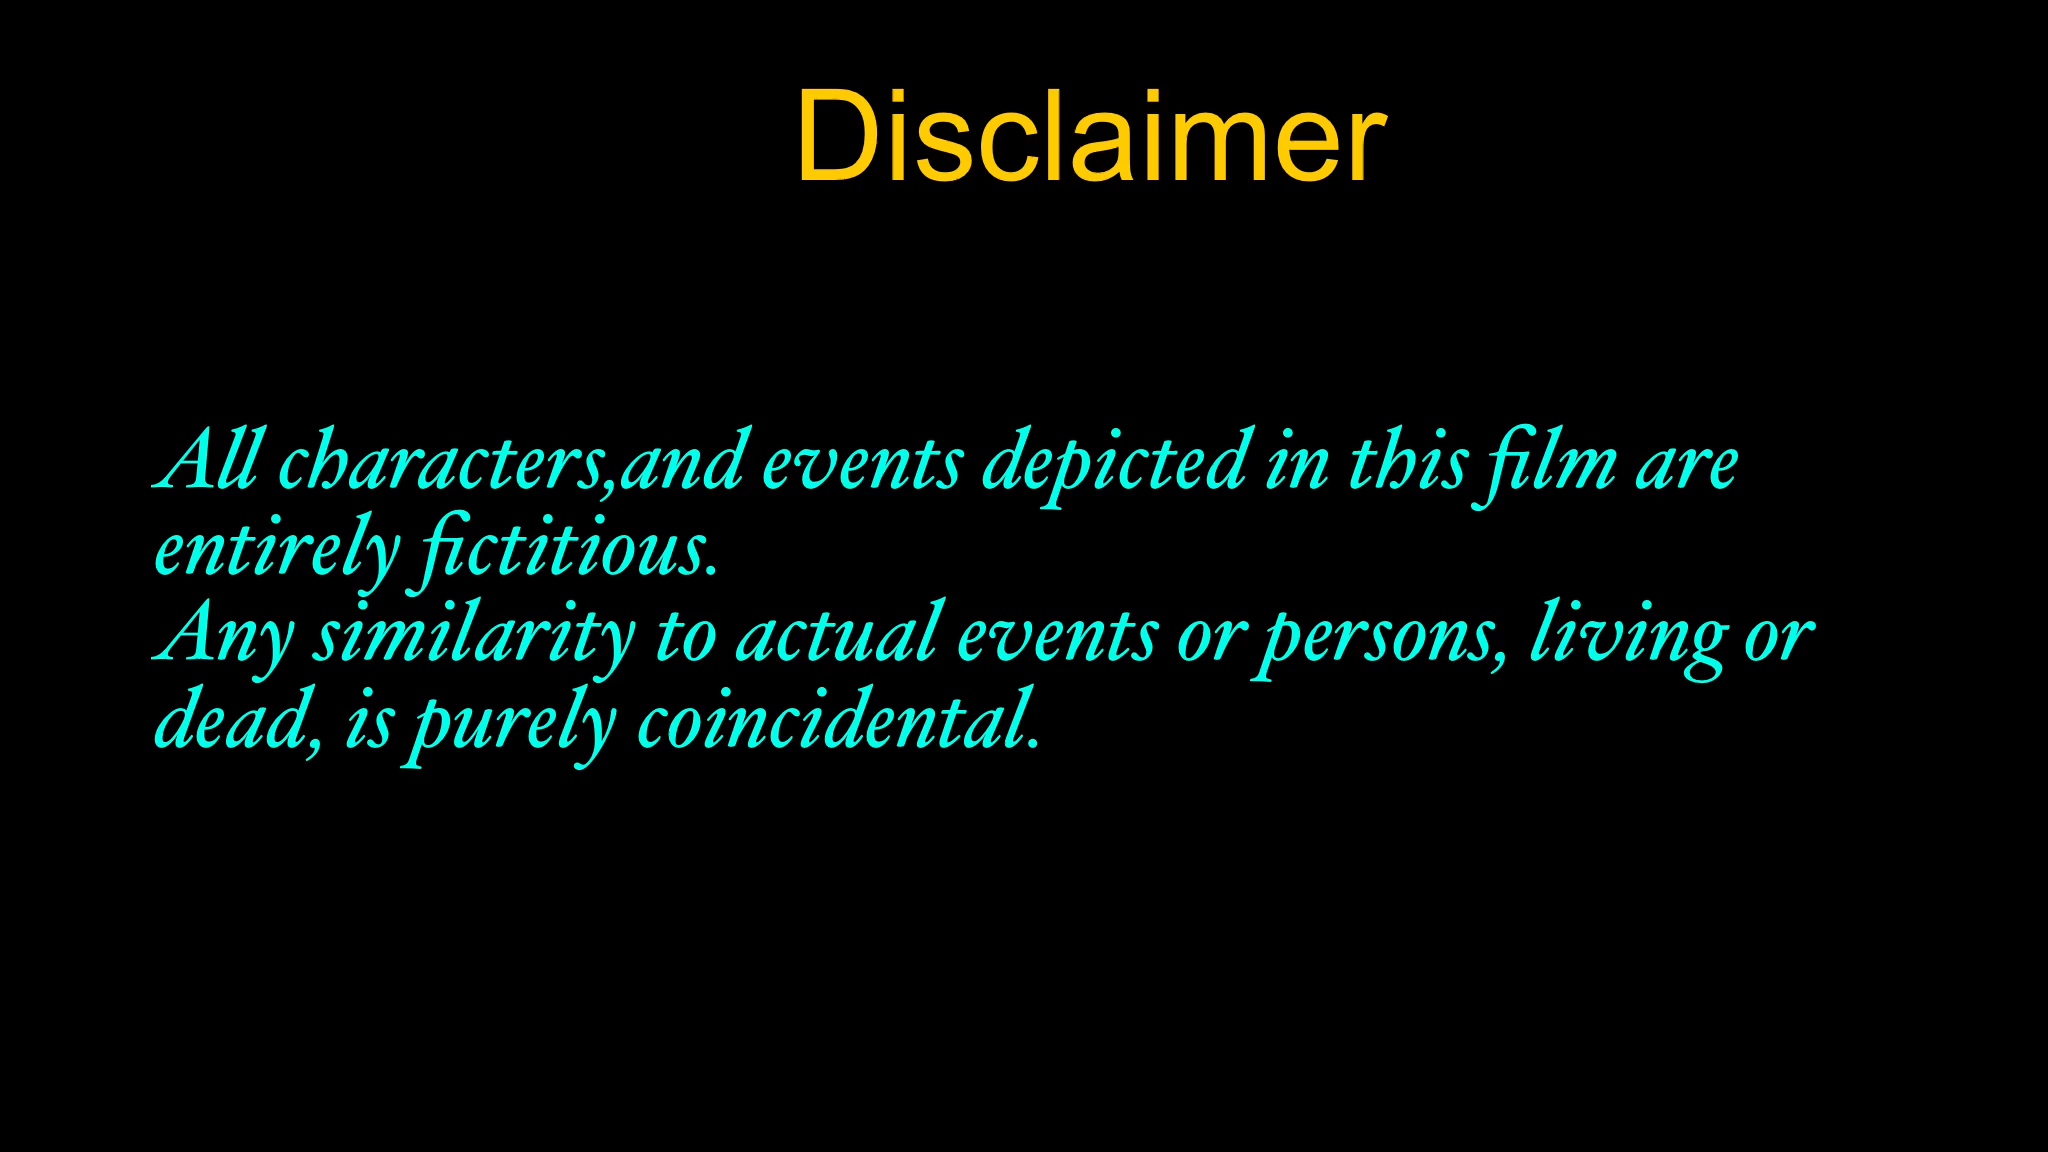 Disclaimer
All characters,and events depicted in this film are
entirely fictitious.
Any similarity to actual events or persons, living or
dead, is purely coincidental.